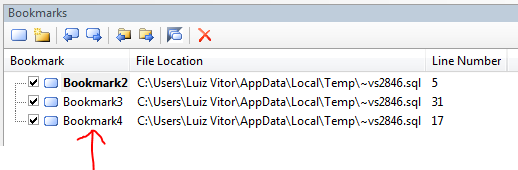 Bookmarks
Bookmark File Location Line Number
Bookmark2 C:\Users\Luiz Vitor\AppData\Local\Temp\~vs2846.sql 5
Bookmark3 C:\Users\Luiz Vitor\AppData\Local\Temp\~vs2846.sql 31
Bookmark4 C:\Users\Luiz Vitor\AppData\Local\Temp\~vs2846.sql 17